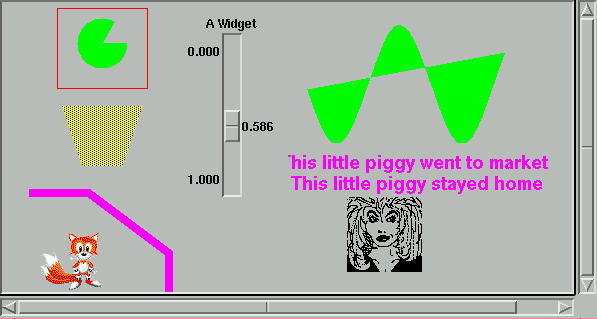 A Widget
0.000
0.586
1.000
This little piggy went to market
This little piggy stayed home